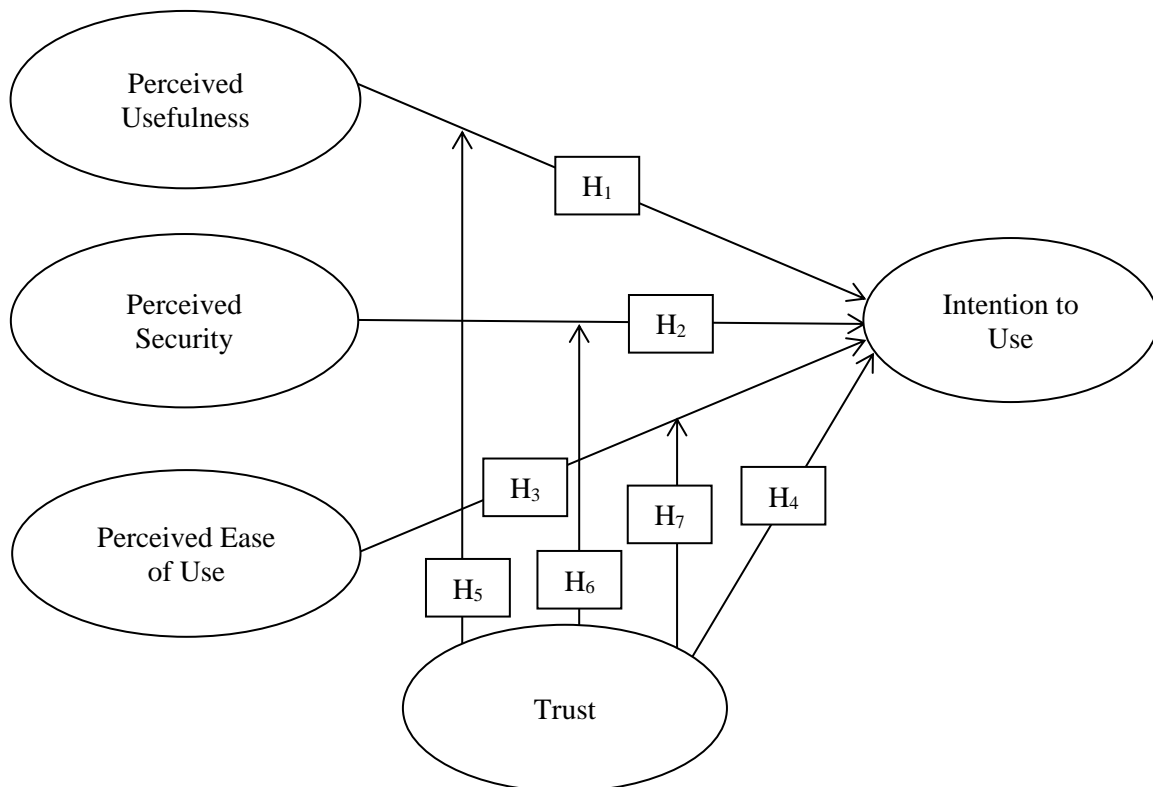 Perceived
Usefulness
H₁
Perceived
Security
H₂
Intention to
Use
H₃
H₇
H₄
Perceived Ease
of Use
H₅
H₆
Trust